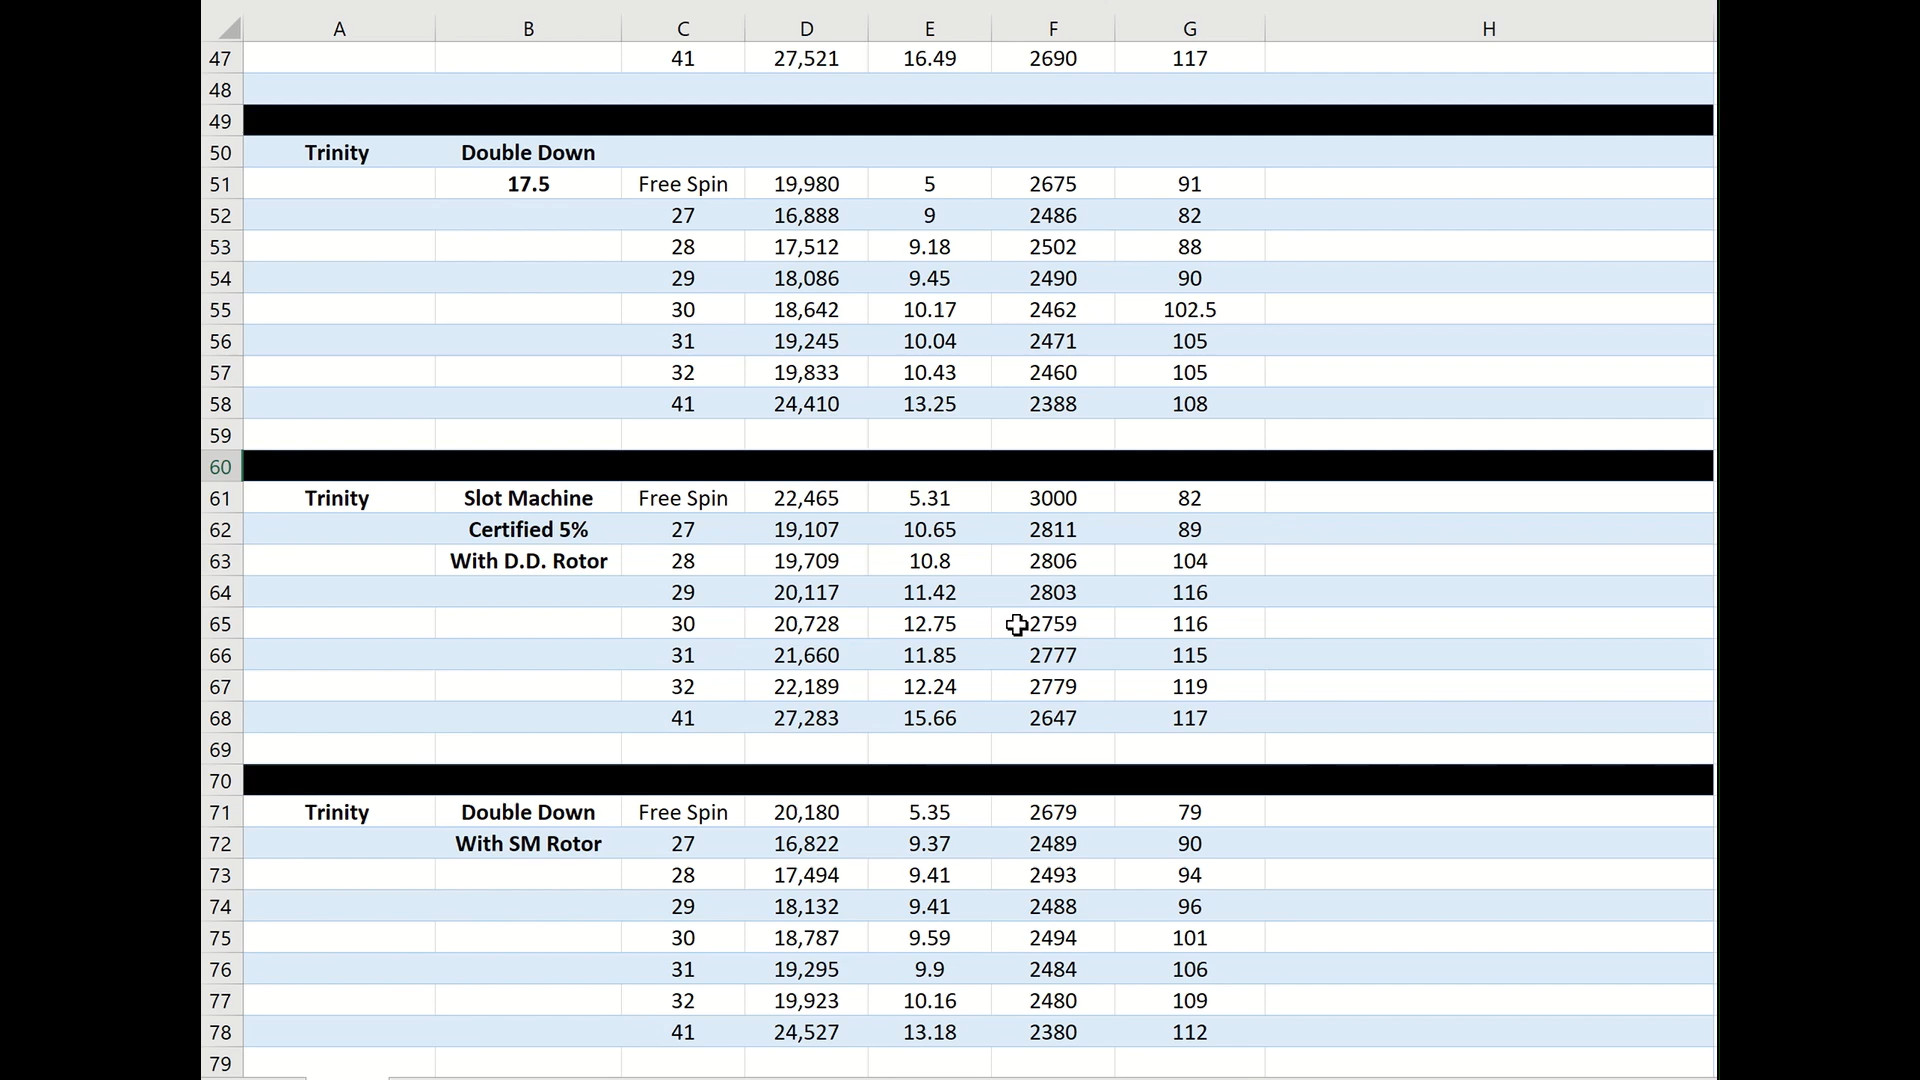 A B C D E F G H
47 41 27,521 16.49 2690 117
48
49
50 Trinity Double Down
51 17.5 Free Spin 19,980 5 2675 91
52 27 16,888 9 2486 82
53 28 17,512 9.18 2502 88
54 29 18,086 9.45 2490 90
55 30 18,642 10.17 2462 102.5
56 31 19,245 10.04 2471 105
57 32 19,833 10.43 2460 105
58 41 24,410 13.25 2388 108
59
60
61 Trinity Slot Machine Free Spin 22,465 5.31 3000 82
62 Certified 5% 27 19,107 10.65 2811 89
63 With D.D. Rotor 28 19,709 10.8 2806 104
64 29 20,117 11.42 2803 116
65 30 20,728 12.75 2759 116
66 31 21,660 11.85 2777 115
67 32 22,189 12.24 2779 119
68 41 27,283 15.66 2647 117
69
70
71 Trinity Double Down Free Spin 20,180 5.35 2679 79
72 With SM Rotor 27 16,822 9.37 2489 90
73 28 17,494 9.41 2493 94
74 29 18,132 9.41 2488 96
75 30 18,787 9.59 2494 101
76 31 19,295 9.9 2484 106
77 32 19,923 10.16 2480 109
78 41 24,527 13.18 2380 112
79